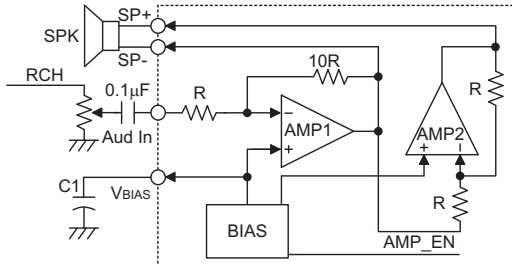 SP+
SPK
SP-
RCH
0.1μF
R
10R
R
Aud In
−
AMP1
+
AMP2
+ −
C1
VBIAS
R
BIAS
AMP_EN